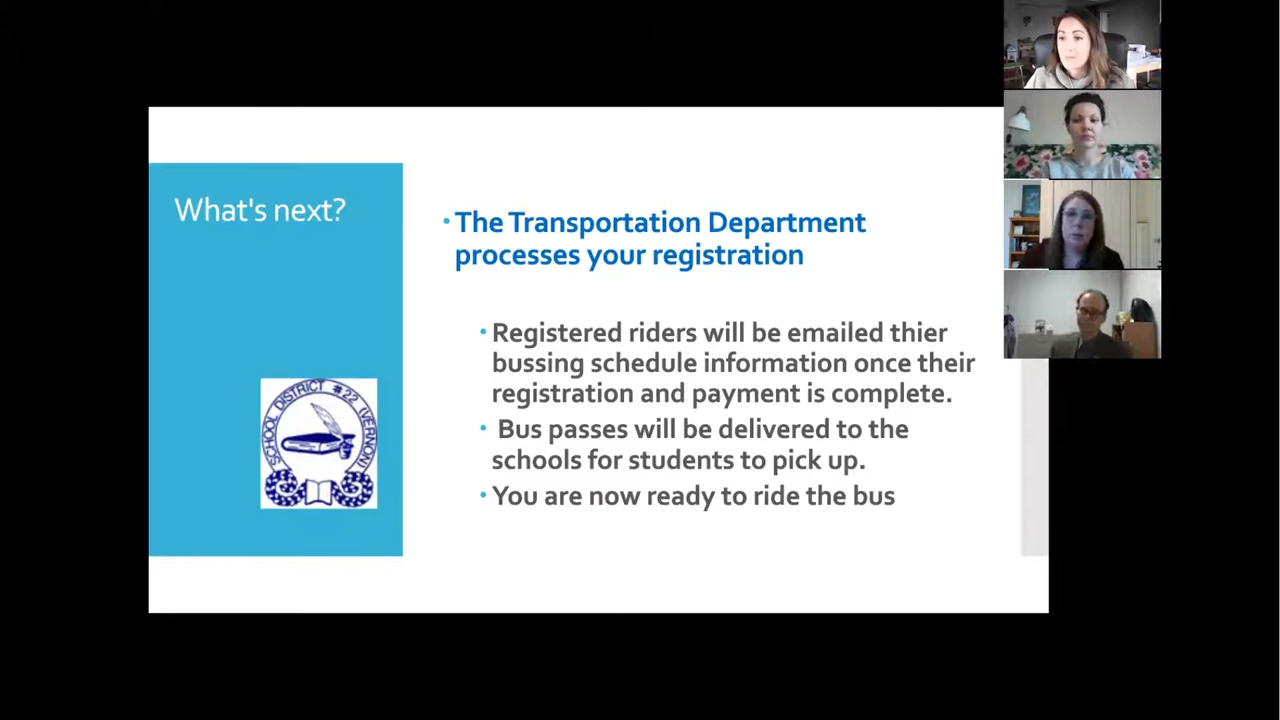 What's next?
• The Transportation Department
processes your registration
• Registered riders will be emailed thier
bussing schedule information once their
registration and payment is complete.
• Bus passes will be delivered to the
schools for students to pick up.
• You are now ready to ride the bus
SCHOOL DISTRICT #22 (VERNON)